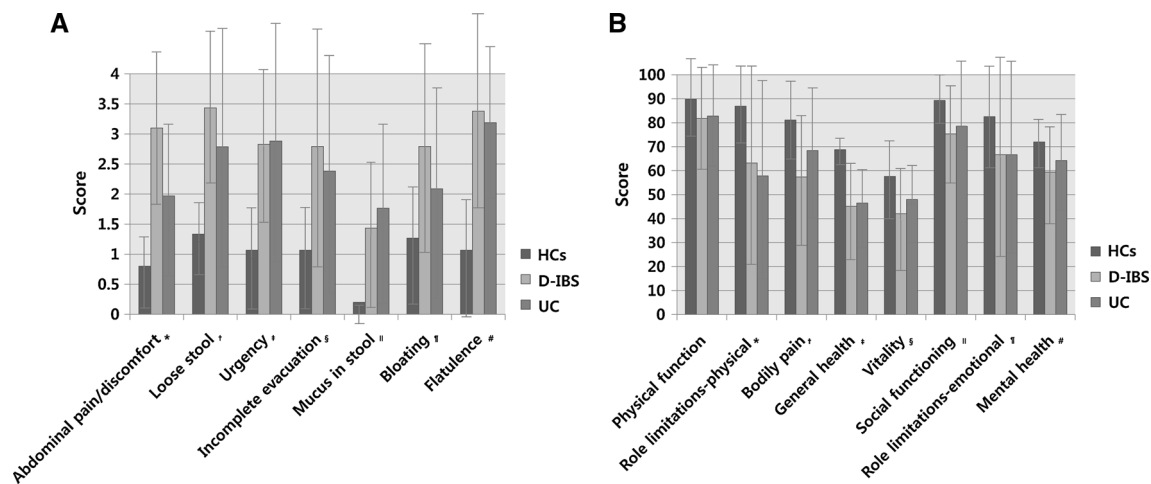 A
4
3.5
3
2.5
2
1.5
1
0.5
0
Score
Abdominal pain/discomfort *
Loose stool †
Urgency ‡
Incomplete evacuation §
Mucus in stool ||
Bloating ¶
Flatulence #
HCs
D-IBS
UC
B
100
90
80
70
60
50
40
30
20
10
0
Score
Physical function
Role limitations-physical *
Bodily pain †
General health ‡
Vitality §
Social functioning ||
Role limitations-emotional ¶
Mental health #
HCs
D-IBS
UC